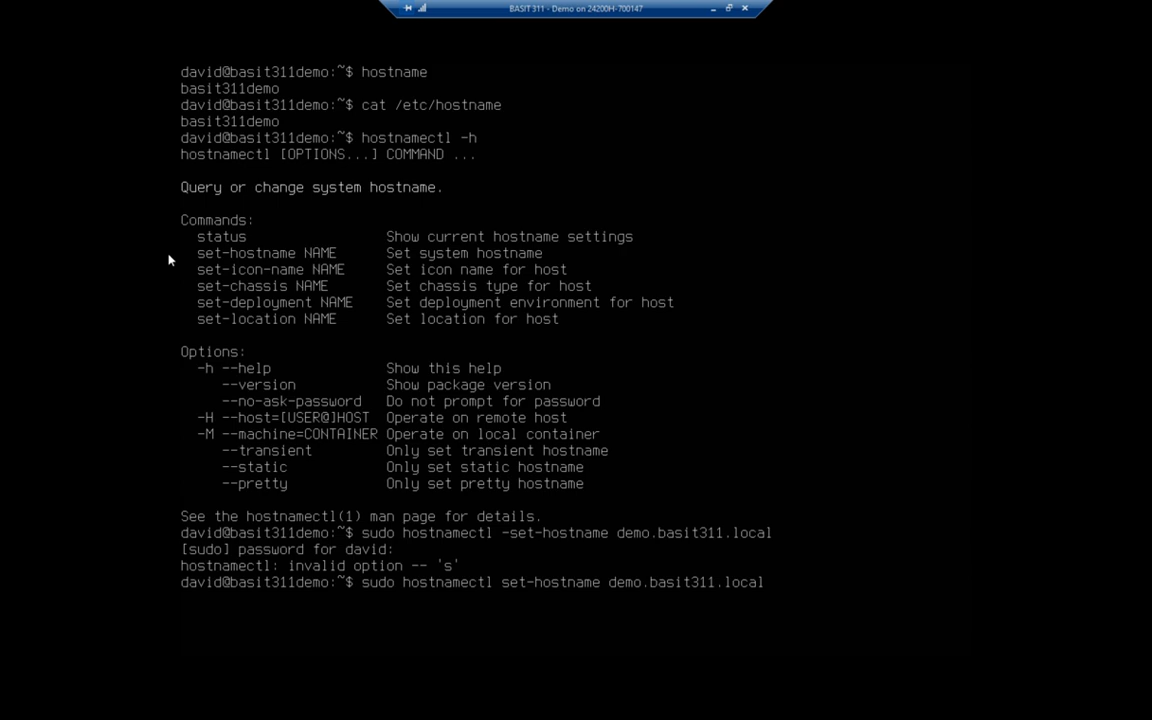 BASIT 311 - Demo on 24200H-700147
david@basit311demo:~$ hostname
basit311demo
david@basit311demo:~$ cat /etc/hostname
basit311demo
david@basit311demo:~$ hostnamectl -h
hostnamectl [OPTIONS...] COMMAND ...
Query or change system hostname.
Commands:
  status                 Show current hostname settings
  set-hostname NAME      Set system hostname
  set-icon-name NAME     Set icon name for host
  set-chassis NAME       Set chassis type for host
  set-deployment NAME    Set deployment environment for host
  set-location NAME      Set location for host
Options:
  -h --help              Show this help
     --version           Show package version
     --no-ask-password   Do not prompt for password
  -H --host=[USER@]HOST  Operate on remote host
  -M --machine=CONTAINER Operate on local container
     --transient         Only set transient hostname
     --static            Only set static hostname
     --pretty            Only set pretty hostname
See the hostnamectl(1) man page for details.
david@basit311demo:~$ sudo hostnamectl -set-hostname demo.basit311.local
[sudo] password for david:
hostnamectl: invalid option -- 's'
david@basit311demo:~$ sudo hostnamectl set-hostname demo.basit311.local